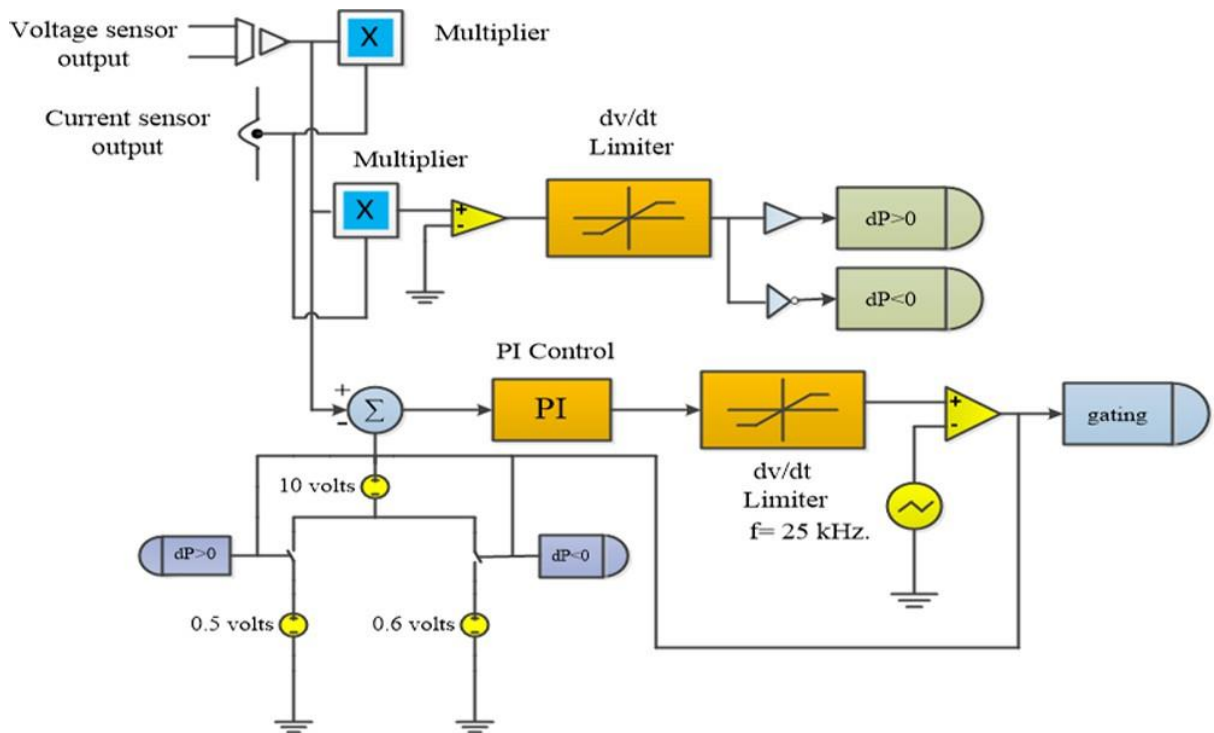 Voltage sensor
output
X
Multiplier
Current sensor
output
Multiplier
X
+
-
dv/dt
Limiter
dP>0
dP<0
PI Control
+
-
Σ
PI
dv/dt
Limiter
f= 25 kHz.
+
-
gating
10 volts
dP>0
dP<0
0.5 volts
0.6 volts